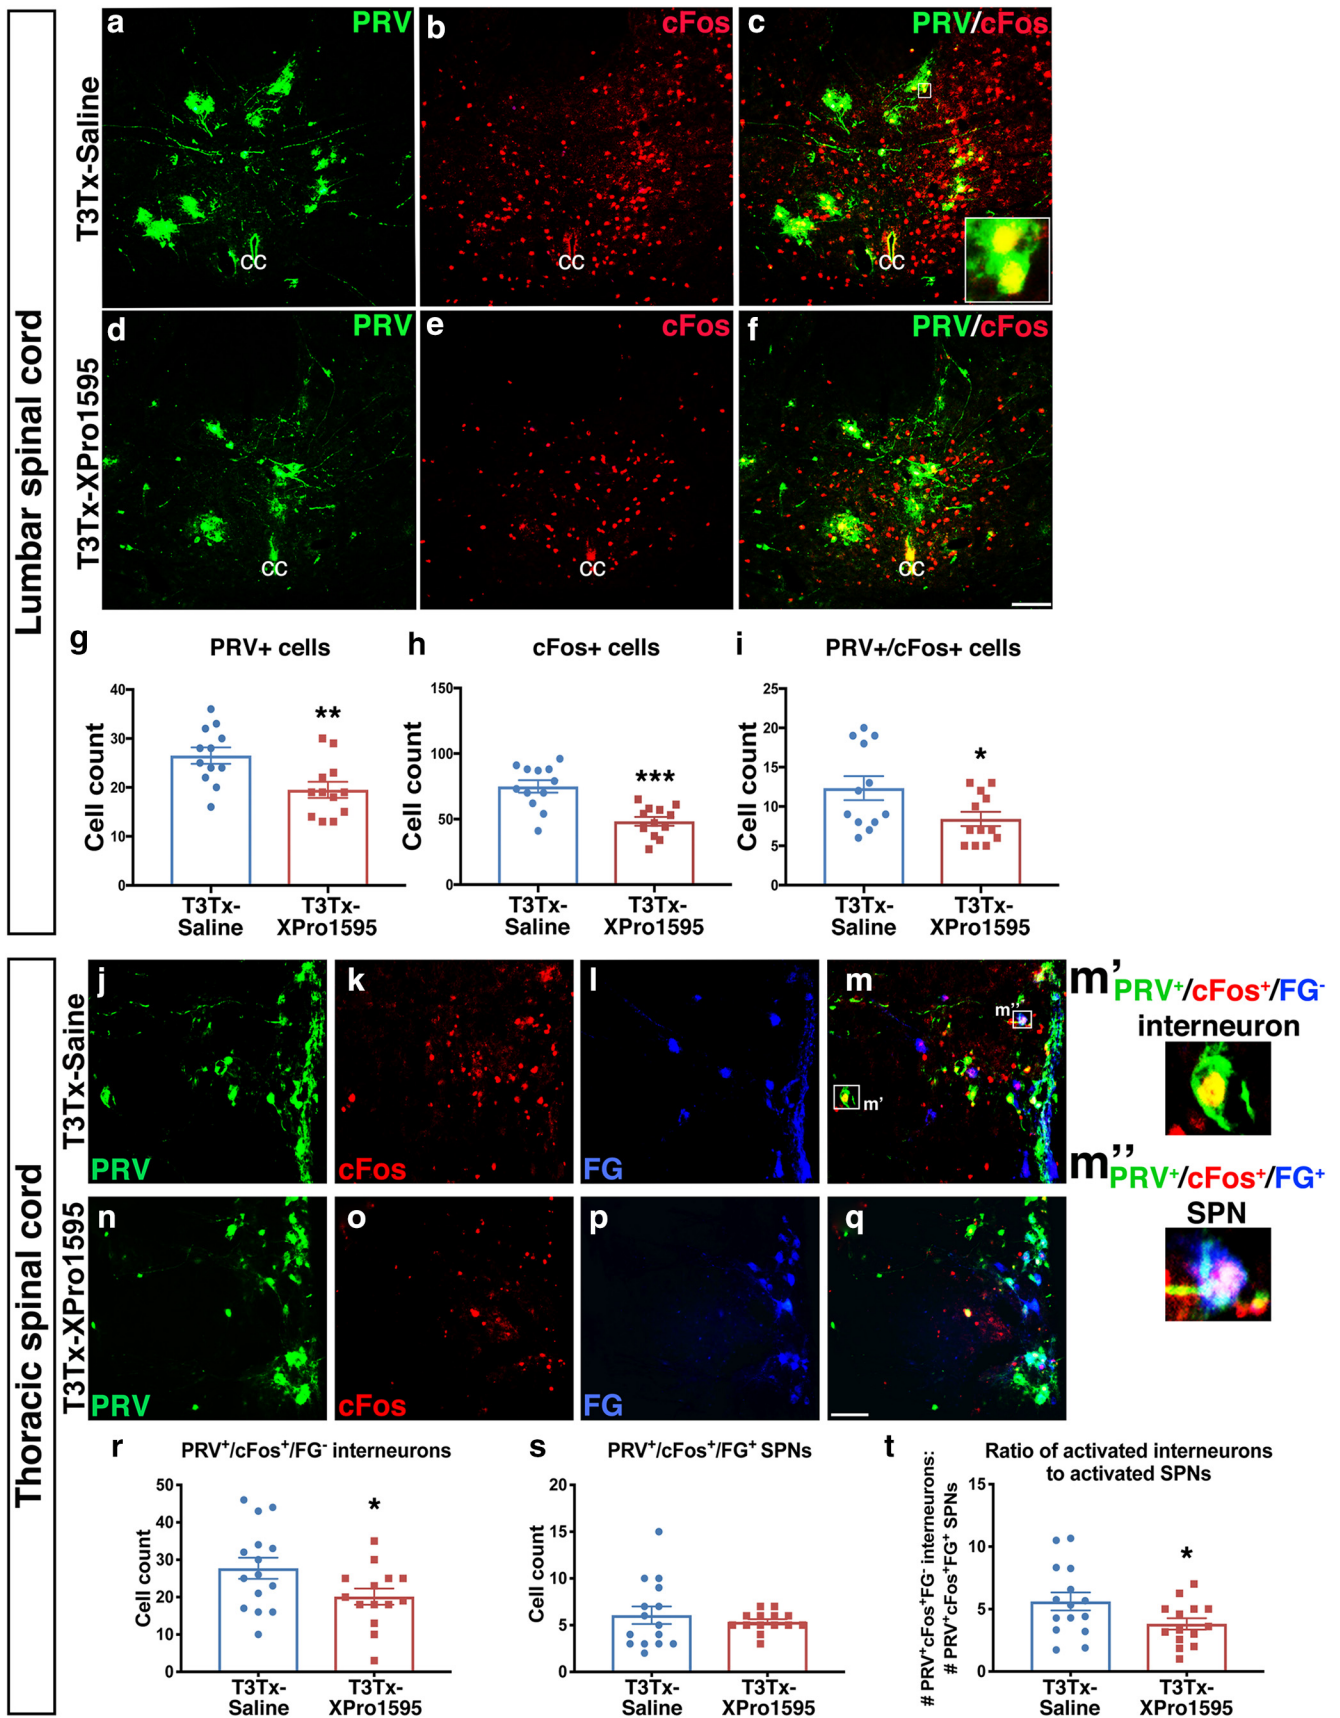 Lumbar spinal cord
T3Tx-Saline
a PRV
b cFos
c PRV/cFos
CC
CC
CC
T3Tx-XPro1595
d PRV
e cFos
f PRV/cFos
CC
CC
CC
g PRV+ cells
Cell count
40
30
20
10
0
**
T3Tx-
Saline
T3Tx-
XPro1595
h cFos+ cells
Cell count
150
100
50
0
***
T3Tx-
Saline
T3Tx-
XPro1595
i PRV+/cFos+ cells
Cell count
25
20
15
10
5
0
*
T3Tx-
Saline
T3Tx-
XPro1595
Thoracic spinal cord
T3Tx-Saine
j
PRV
k
cFos
l
FG
m
m’’
m’
m’ PRV⁺/cFos⁺/FG⁻
interneuron
m’’ PRV⁺/cFos⁺/FG⁺
SPN
T3Tx-XPro1595
n
PRV
o
cFos
p
FG
q
r PRV⁺/cFos⁺/FG⁻ interneurons
Cell count
50
40
30
20
10
0
*
T3Tx-
Saline
T3Tx-
XPro1595
s PRV⁺/cFos⁺/FG⁺ SPNs
Cell count
20
15
10
5
0
T3Tx-
Saline
T3Tx-
XPro1595
t Ratio of activated interneurons
to activated SPNs
# PRV⁺cFos⁺FG⁻ interneurons:
# PRV⁺cFos⁺FG⁺ SPNs
15
10
5
0
*
T3Tx-
Saline
T3Tx-
XPro1595